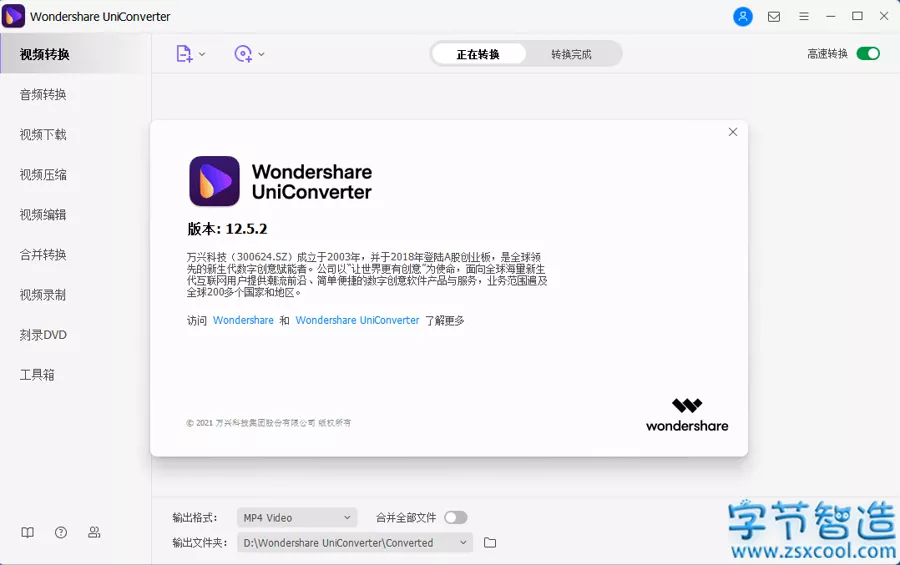 Wondershare UniConverter
视频转换
音频转换
视频下载
视频压缩
视频编辑
合并转换
视频录制
刻录DVD
工具箱
正在转换
转换完成
高速转换
Wondershare
UniConverter
版本: 12.5.2
万兴科技（300624.SZ）成立于2003年，并于2018年登陆A股创业板，是全球领
先的新生代数字创意赋能者。公司以"让世界更有创意"为使命，面向全球海量新生
代互联网用户提供潮流前沿、简单便捷的数字创意软件产品与服务，业务范围遍及
全球200多个国家和地区。
访问 Wondershare 和 Wondershare UniConverter 了解更多
© 2021 万兴科技集团股份有限公司 版权所有
wondershare
输出格式: MP4 Video 合并全部文件
输出文件夹: D:\Wondershare UniConverter\Converted
字节智造
www.zsxcool.com